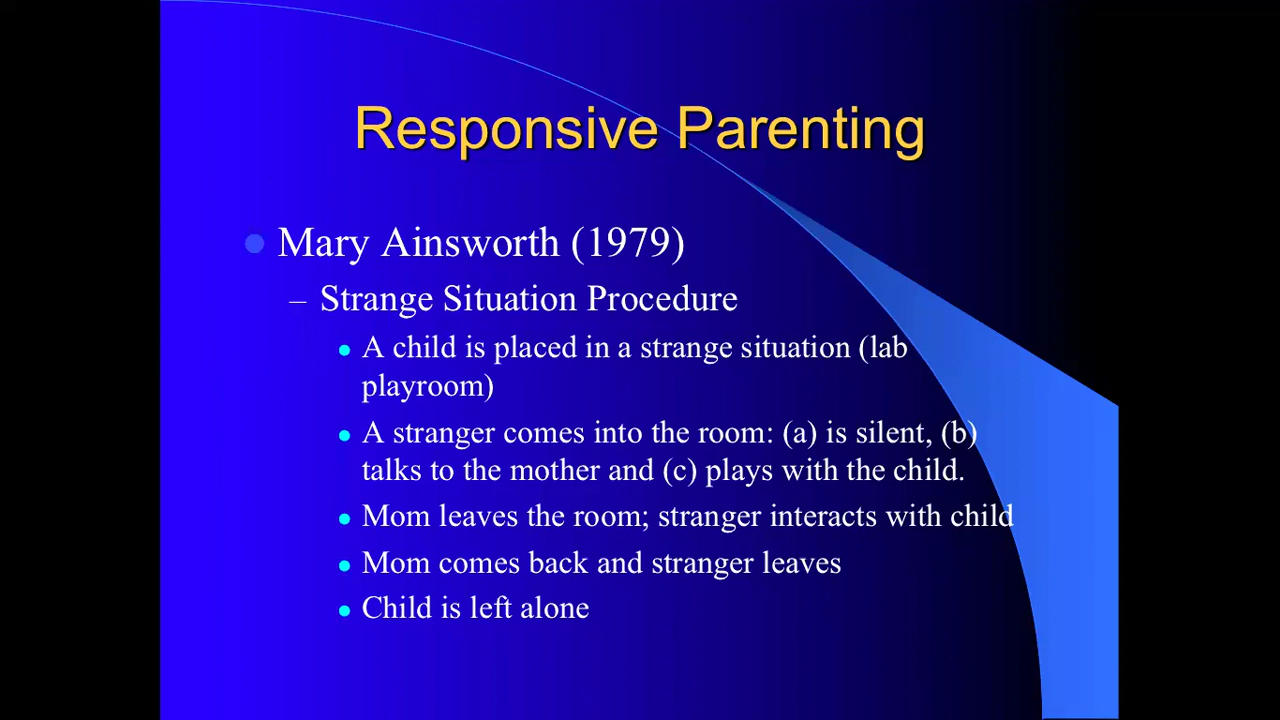 Responsive Parenting
Mary Ainsworth (1979)
– Strange Situation Procedure
A child is placed in a strange situation (lab
playroom)
A stranger comes into the room: (a) is silent, (b)
talks to the mother and (c) plays with the child.
Mom leaves the room; stranger interacts with child
Mom comes back and stranger leaves
Child is left alone